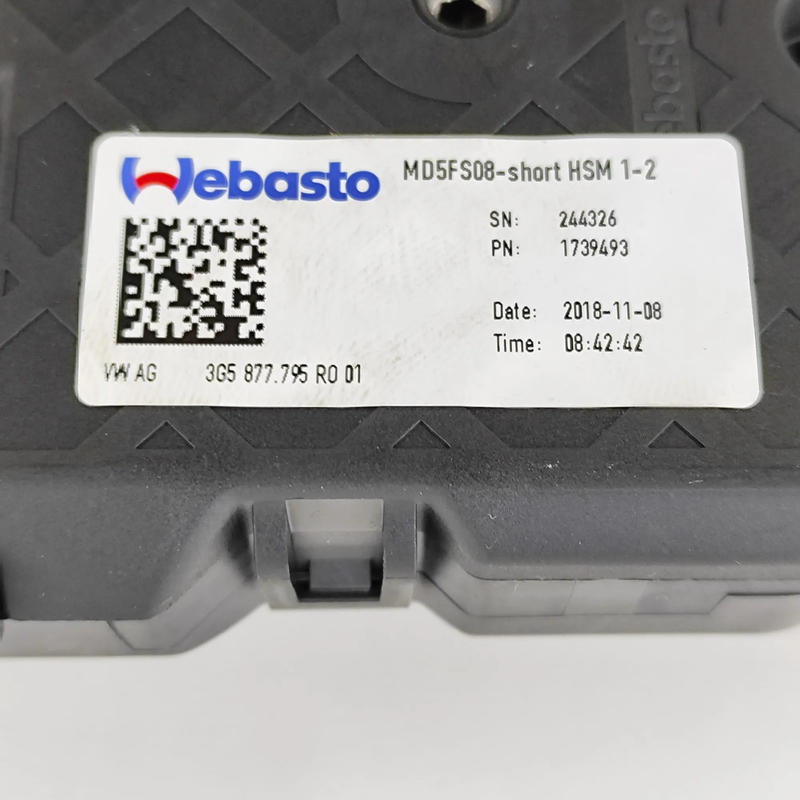 ebasto
Webasto
MD5FS08-short HSM 1-2
SN: 244326
PN: 1739493
Date: 2018-11-08
Time: 08:42:42
VW AG 3G5 877.795 RO 01